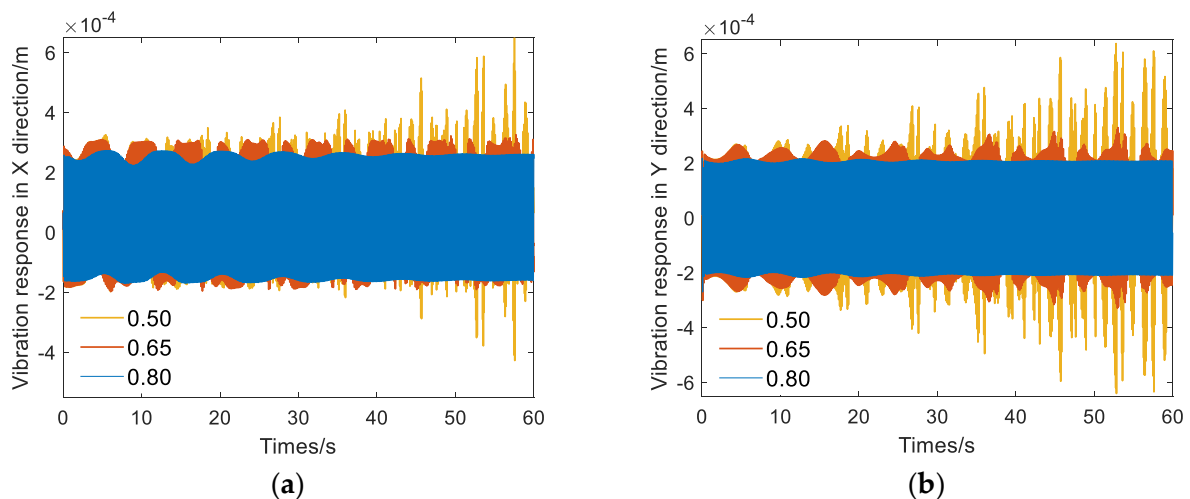 ×10⁻⁴
6
4
2
0
-2
-4
Vibration response in X direction/m
0.50
0.65
0.80
0 10 20 30 40 50 60
Times/s
(a)
×10⁻⁴
6
4
2
0
-2
-4
-6
Vibration response in Y direction/m
0.50
0.65
0.80
0 10 20 30 40 50 60
Times/s
(b)